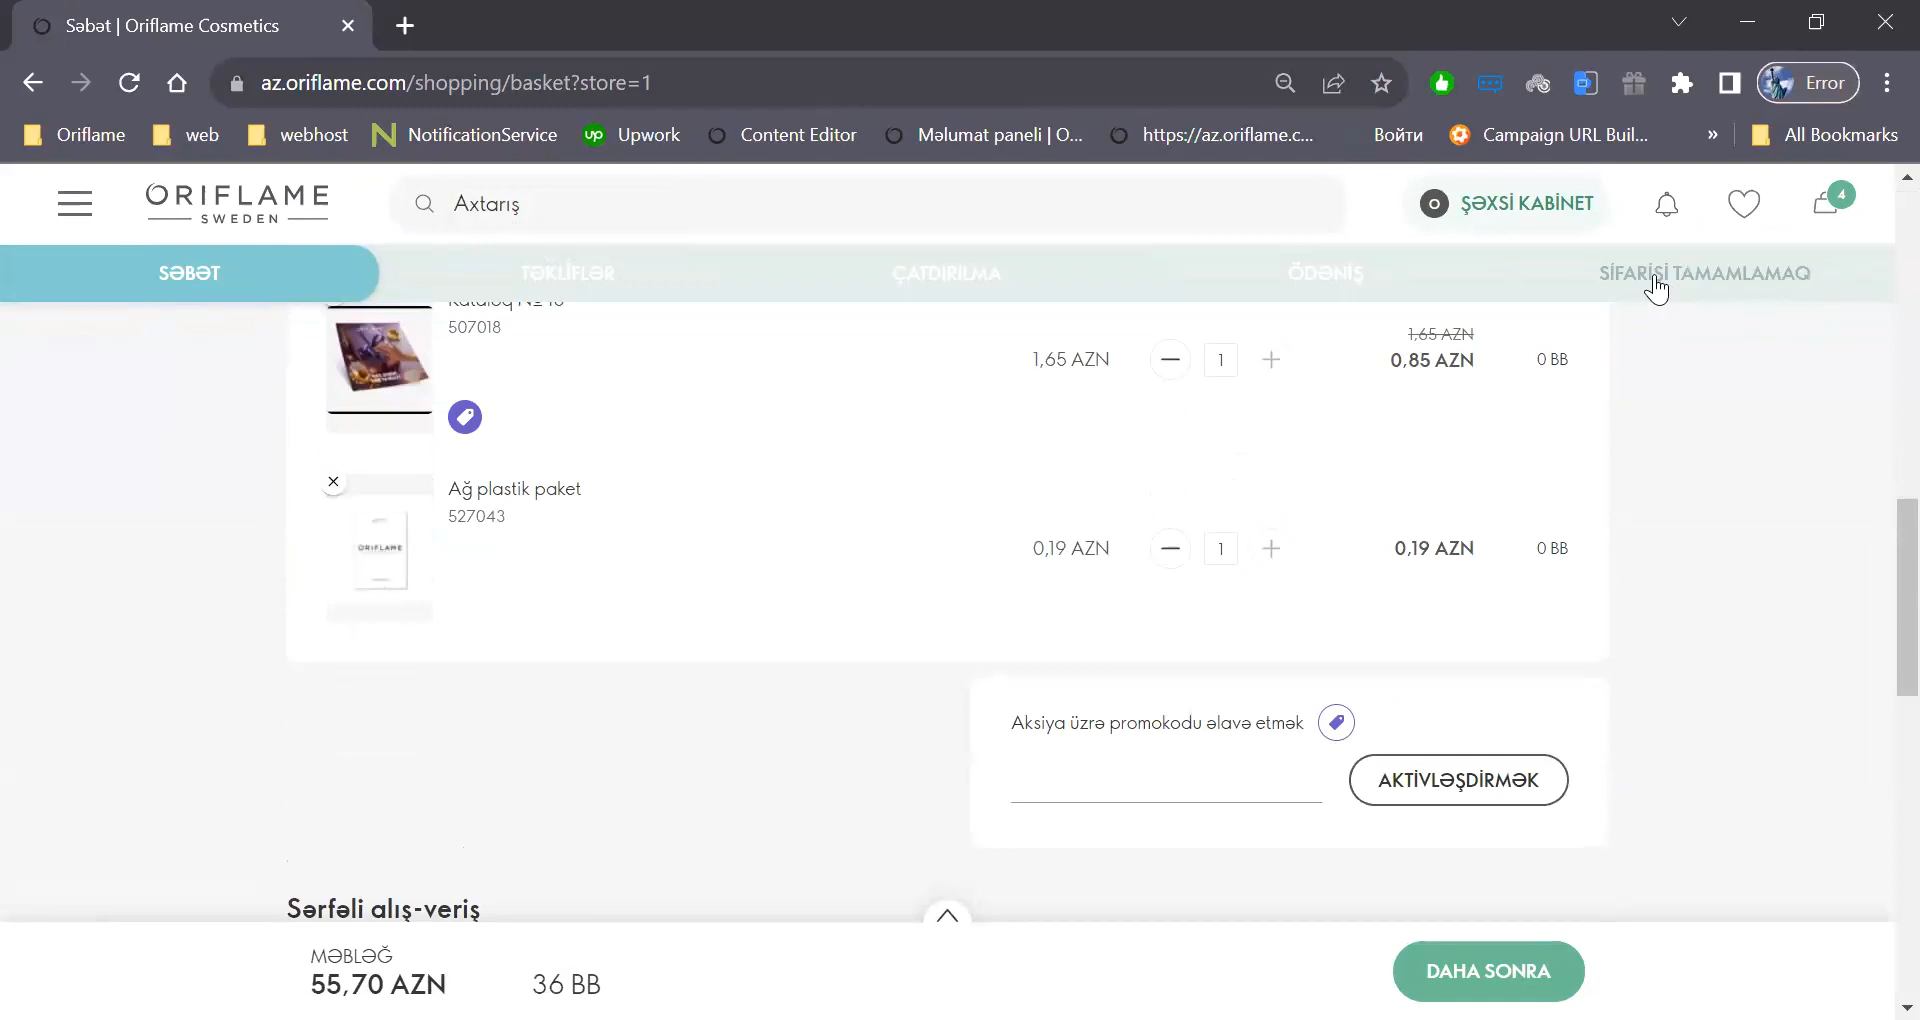 Səbət | Oriflame Cosmetics
az.oriflame.com/shopping/basket?store=1
Error
Oriflame
web
webhost
NotificationService
up Upwork
Content Editor
Məlumat paneli | O...
https://az.oriflame.c...
Войти
Campaign URL Buil...
»
All Bookmarks
ORIFLAME
SWEDEN
Axtarış
O ŞƏXSİ KABİNET
4
SƏBƏT
TƏKLİFLƏR
ÇATDIRILMA
ÖDƏNİŞ
SİFARİŞİ TAMAMLAMAQ
507018
1,65 AZN
1
1,65 AZN
0,85 AZN
0 BB
Ağ plastik paket
527043
ORIFLAME
0,19 AZN
1
0,19 AZN
0 BB
Aksiya üzrə promokodu əlavə etmək
AKTİVLƏŞDİRMƏK
Sərfəli alış-veriş
MƏBLƏĞ
55,70 AZN
36 BB
DAHA SONRA